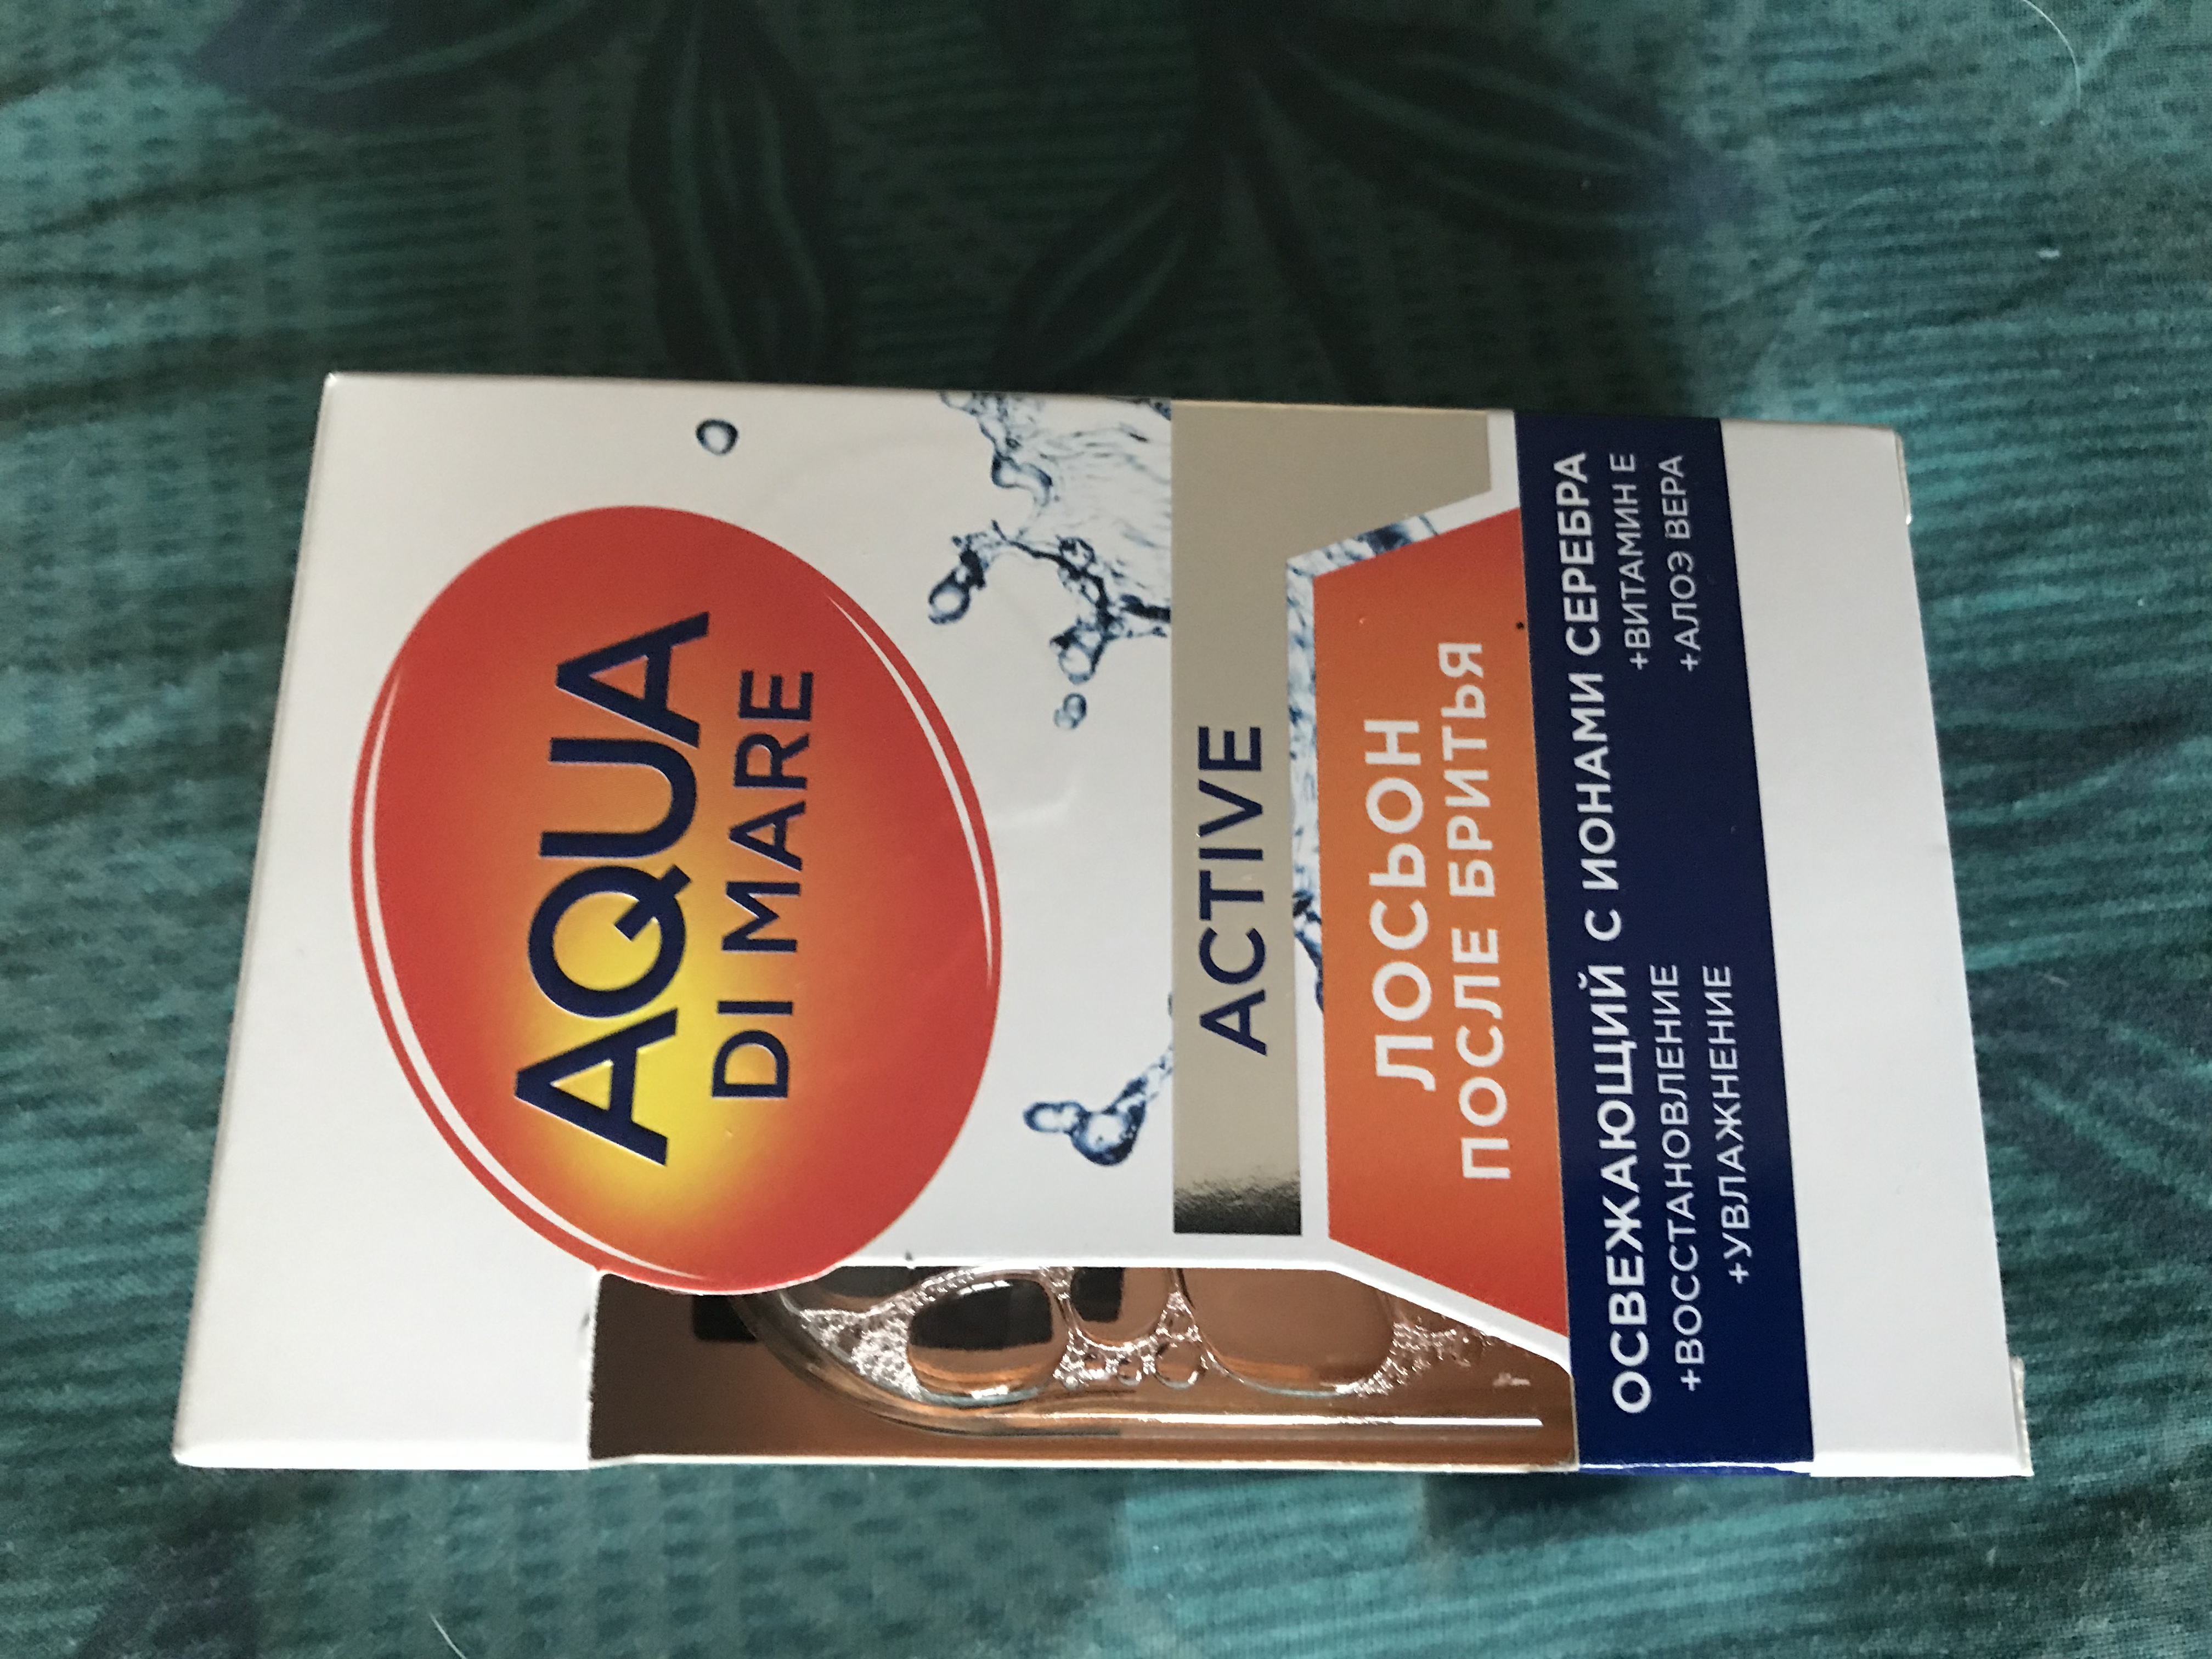 AQUA
DI MARE
ACTIVE
ЛОСЬОН
ПОСЛЕ БРИТЬЯ
ОСВЕЖАЮЩИЙ С ИОНАМИ СЕРЕБРА
+ВОССТАНОВЛЕНИЕ +ВИТАМИН Е
+УВЛАЖНЕНИЕ +АЛОЭ ВЕРА